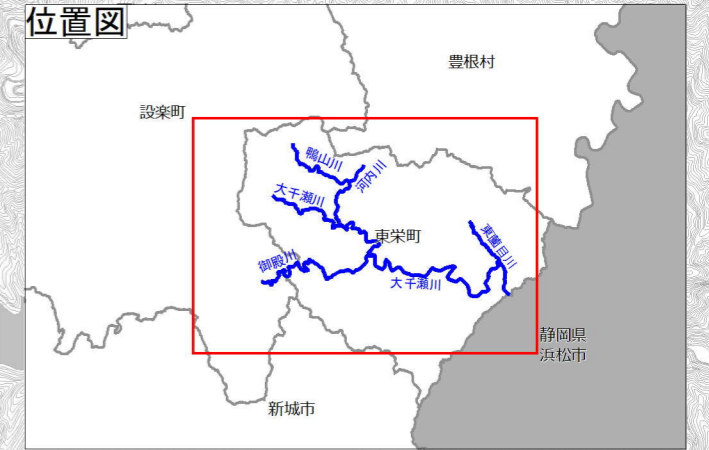 位置図
豊根村
設楽町
鴨山川
河内川
大千瀬川
東栄町
東薗目川
御殿川
大千瀬川
静岡県
浜松市
新城市